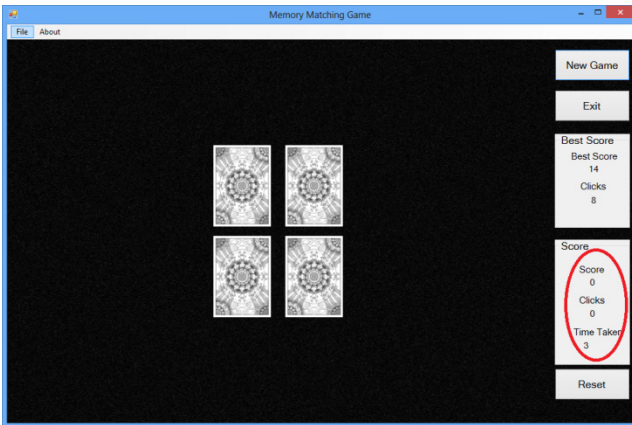 Memory Matching Game
File About
New Game
Exit
Best Score
Best Score
14
Clicks
8
Score
Score
0
Clicks
0
Time Taken
3
Reset